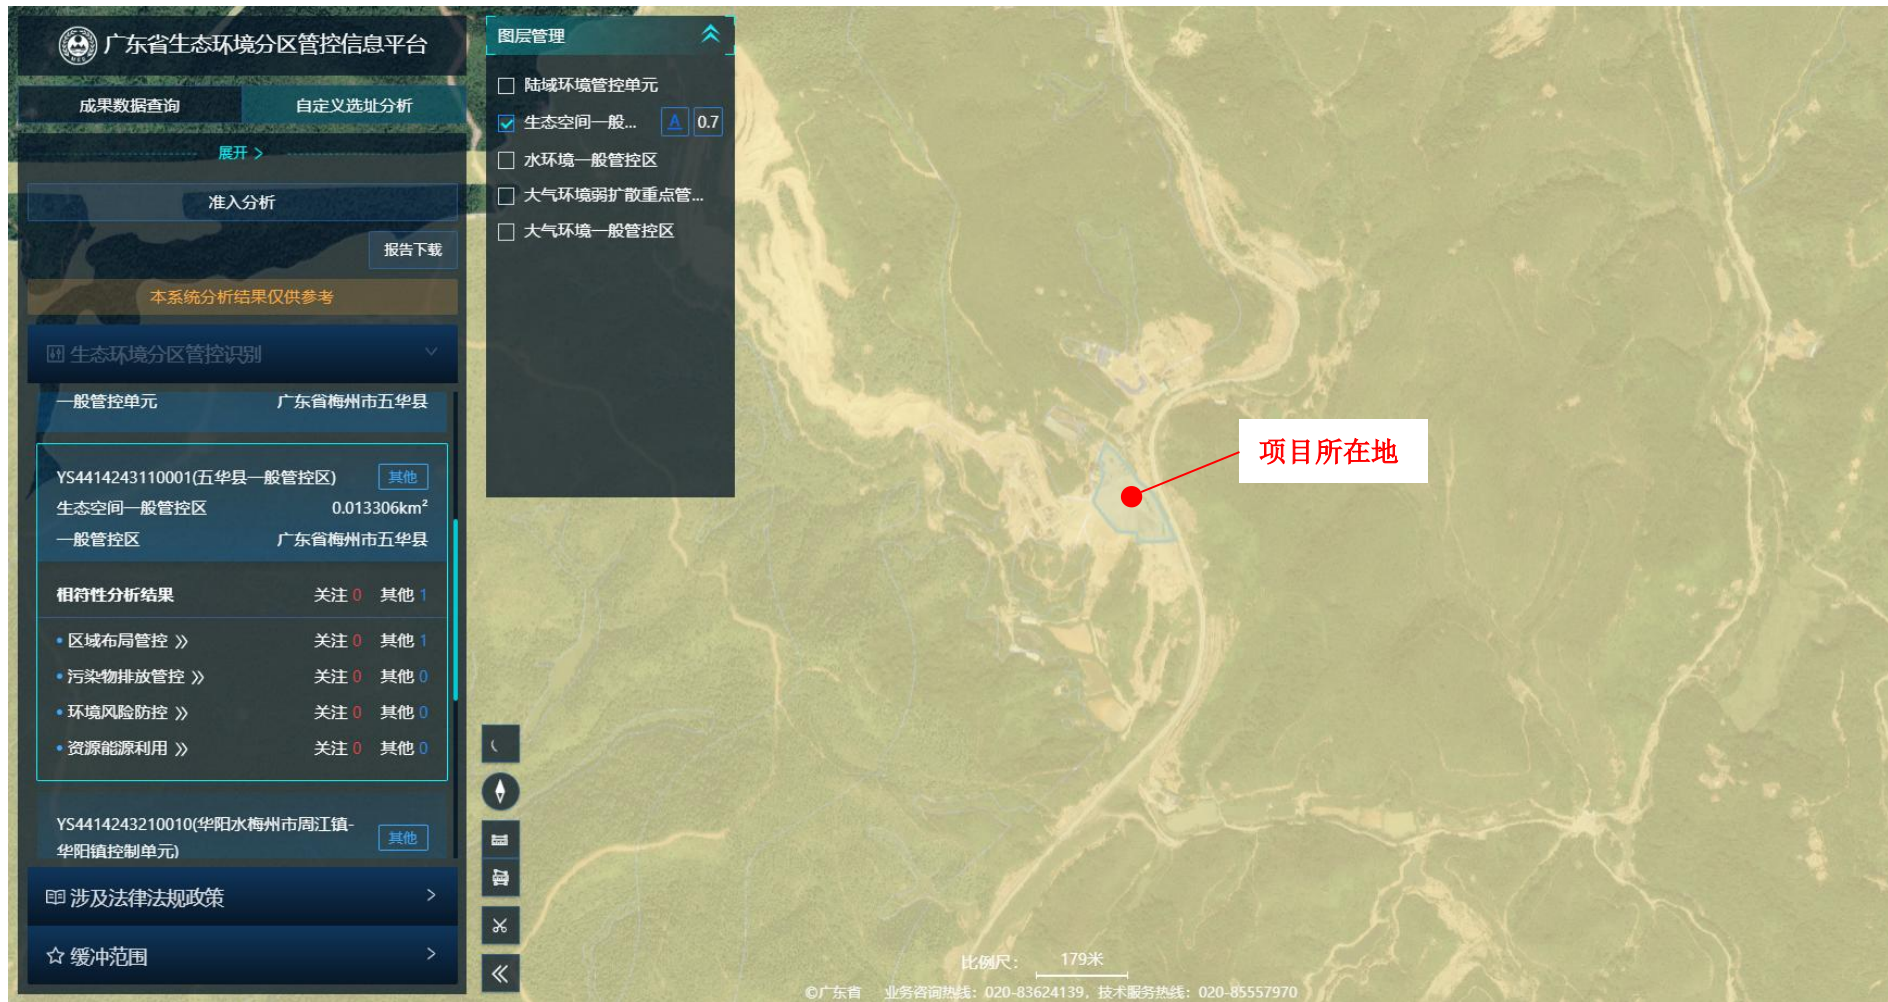 广东省生态环境分区管控信息平台
成果数据查询
自定义选址分析
展开 >
准入分析
报告下载
本系统分析结果仅供参考
生态环境分区管控识别
一般管控单元 广东省梅州市五华县
YS4414243110001(五华县一般管控区) 其他
生态空间一般管控区 0.013306km²
一般管控区 广东省梅州市五华县
相符性分析结果 关注 0 其他 1
• 区域布局管控 》 关注 0 其他 1
• 污染物排放管控 》 关注 0 其他 0
• 环境风险防控 》 关注 0 其他 0
• 资源能源利用 》 关注 0 其他 0
YS4414243210010(华阳水梅州市周江镇-
华阳镇控制单元) 其他
涉及法律法规政策 >
缓冲范围 >
图层管理
陆域环境管控单元
生态空间一般... A 0.7
水环境一般管控区
大气环境弱扩散重点管...
大气环境一般管控区
项目所在地
比例尺： 179米
©广东省 业务咨询热线：020-83624139，技术服务热线：020-85557970